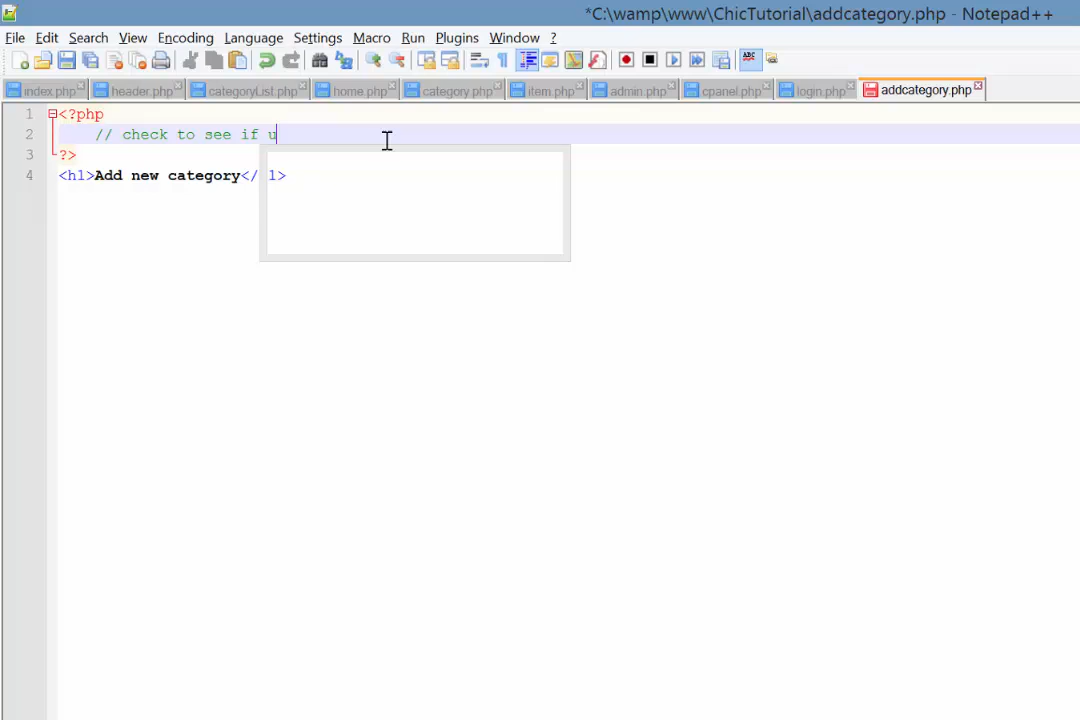 *C:\wamp\www\ChicTutorial\addcategory.php - Notepad++
File Edit Search View Encoding Language Settings Macro Run Plugins Window ?
index.php header.php categoryList.php home.php category.php item.php admin.php cpanel.php login.php addcategory.php
1 <?php
2 // check to see if u
3 ?>
4 <h1>Add new category</ 1>